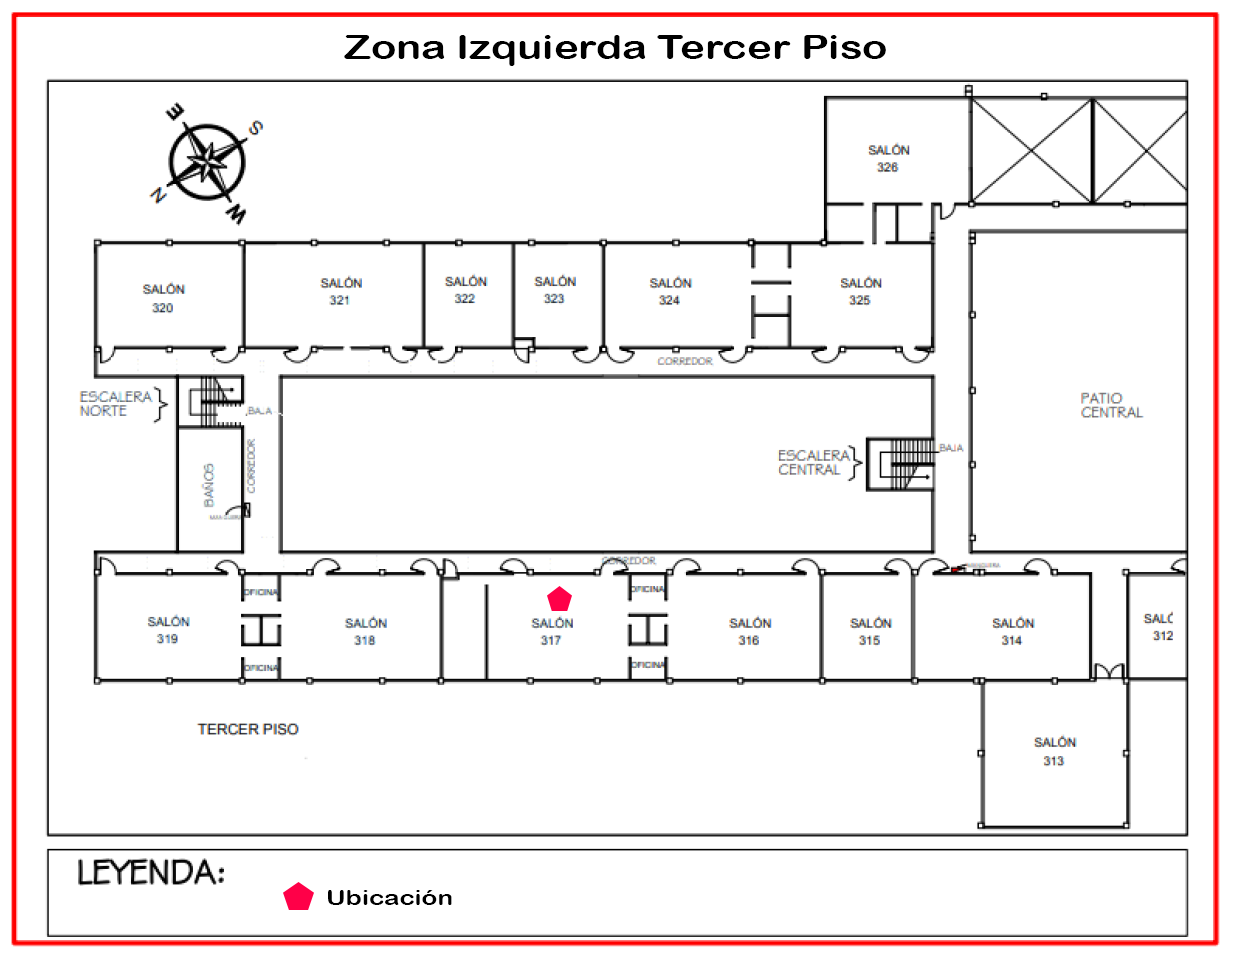 Zona Izquierda Tercer Piso
E
S
N
W
SALÓN
326
SALÓN
320
SALÓN
321
SALÓN
322
SALÓN
323
SALÓN
324
SALÓN
325
CORREDOR
ESCALERA
NORTE
BAJA
CORREDOR
BAÑOS
PATIO
CENTRAL
ESCALERA
CENTRAL
BAJA
CORREDOR
MANGUERA
OFICINA
OFICINA
SALÓN
319
SALÓN
318
SALÓN
317
SALÓN
316
SALÓN
315
SALÓN
314
SALÓ
312
OFICINA
OFICINA
TERCER PISO
SALÓN
313
LEYENDA:
Ubicación